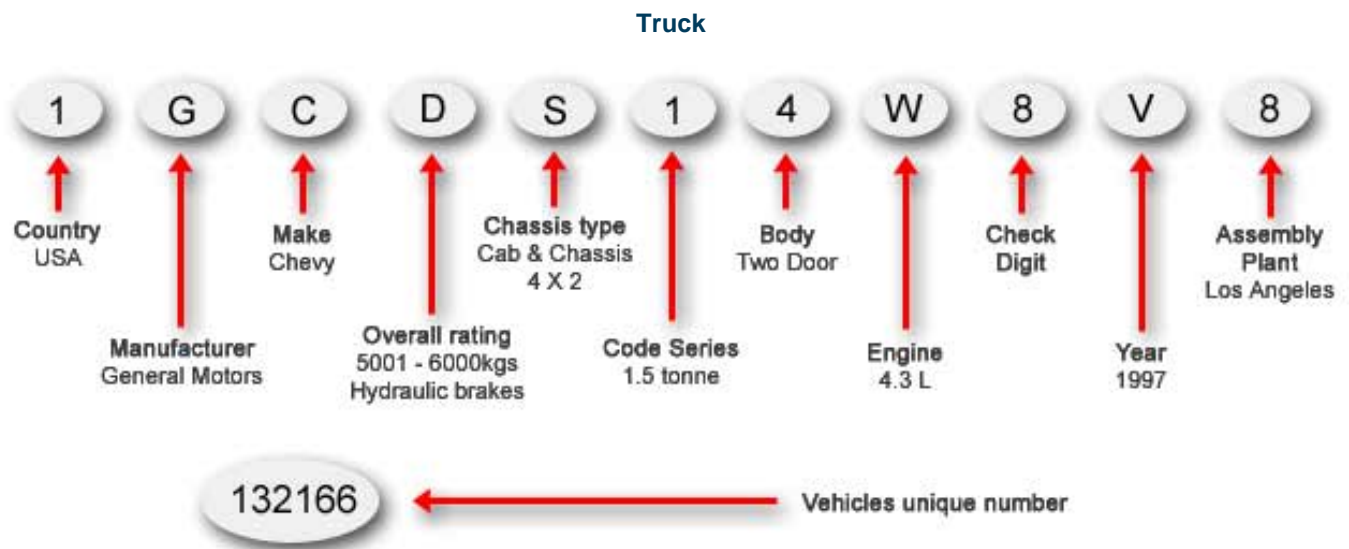 Truck
1 G C D S 1 4 W 8 V 8
Country
USA
Manufacturer
General Motors
Make
Chevy
Overall rating
5001 - 6000kgs
Hydraulic brakes
Chassis type
Cab & Chassis
4 X 2
Code Series
1.5 tonne
Body
Two Door
Engine
4.3 L
Check
Digit
Year
1997
Assembly
Plant
Los Angeles
132166
Vehicles unique number